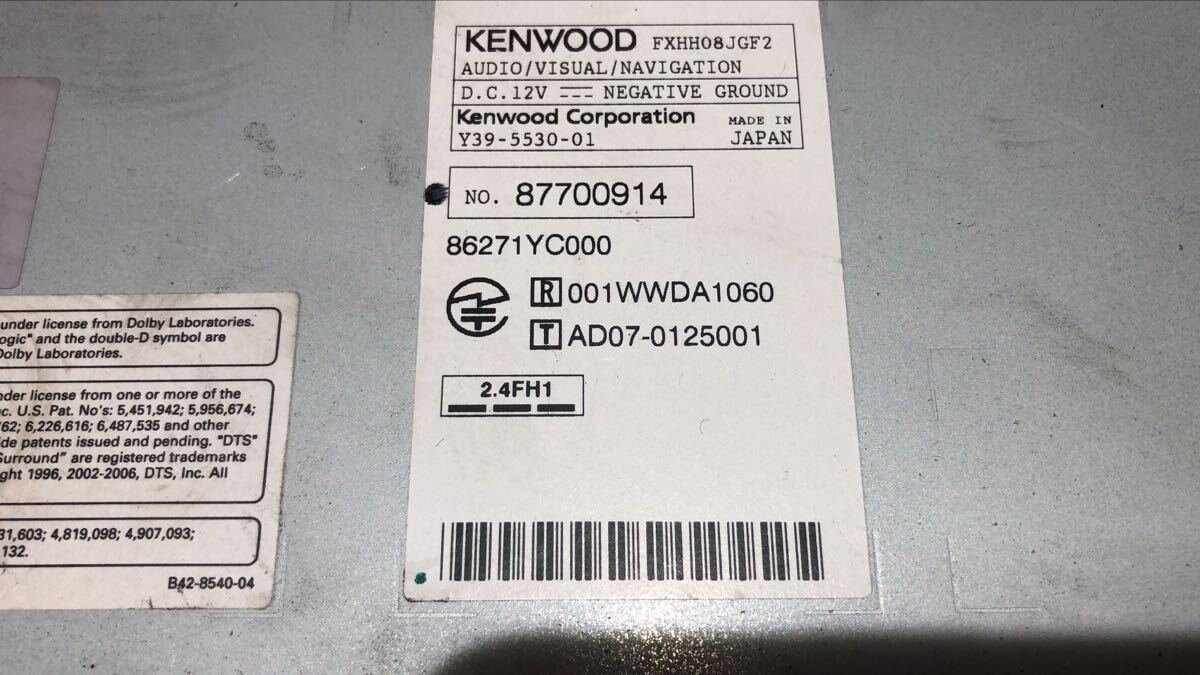 KENWOOD FXHH08JGF2
AUDIO/VISUAL/NAVIGATION
D.C.12V NEGATIVE GROUND
Kenwood Corporation MADE IN
Y39-5530-01 JAPAN
NO. 87700914
86271YC000
R 001WWDA1060
T AD07-0125001
2.4FH1
under license from Dolby Laboratories.
ogic" and the double-D symbol are
Dolby Laboratories.
nder license from one or more of the
c. U.S. Pat. No's: 5,451,942; 5,956,674;
62; 6,226,616; 6,487,535 and other
de patents issued and pending. "DTS"
Surround" are registered trademarks
ght 1996, 2002-2006, DTS, Inc. All
31,603; 4,819,098; 4,907,093;
132.
B42-8540-04